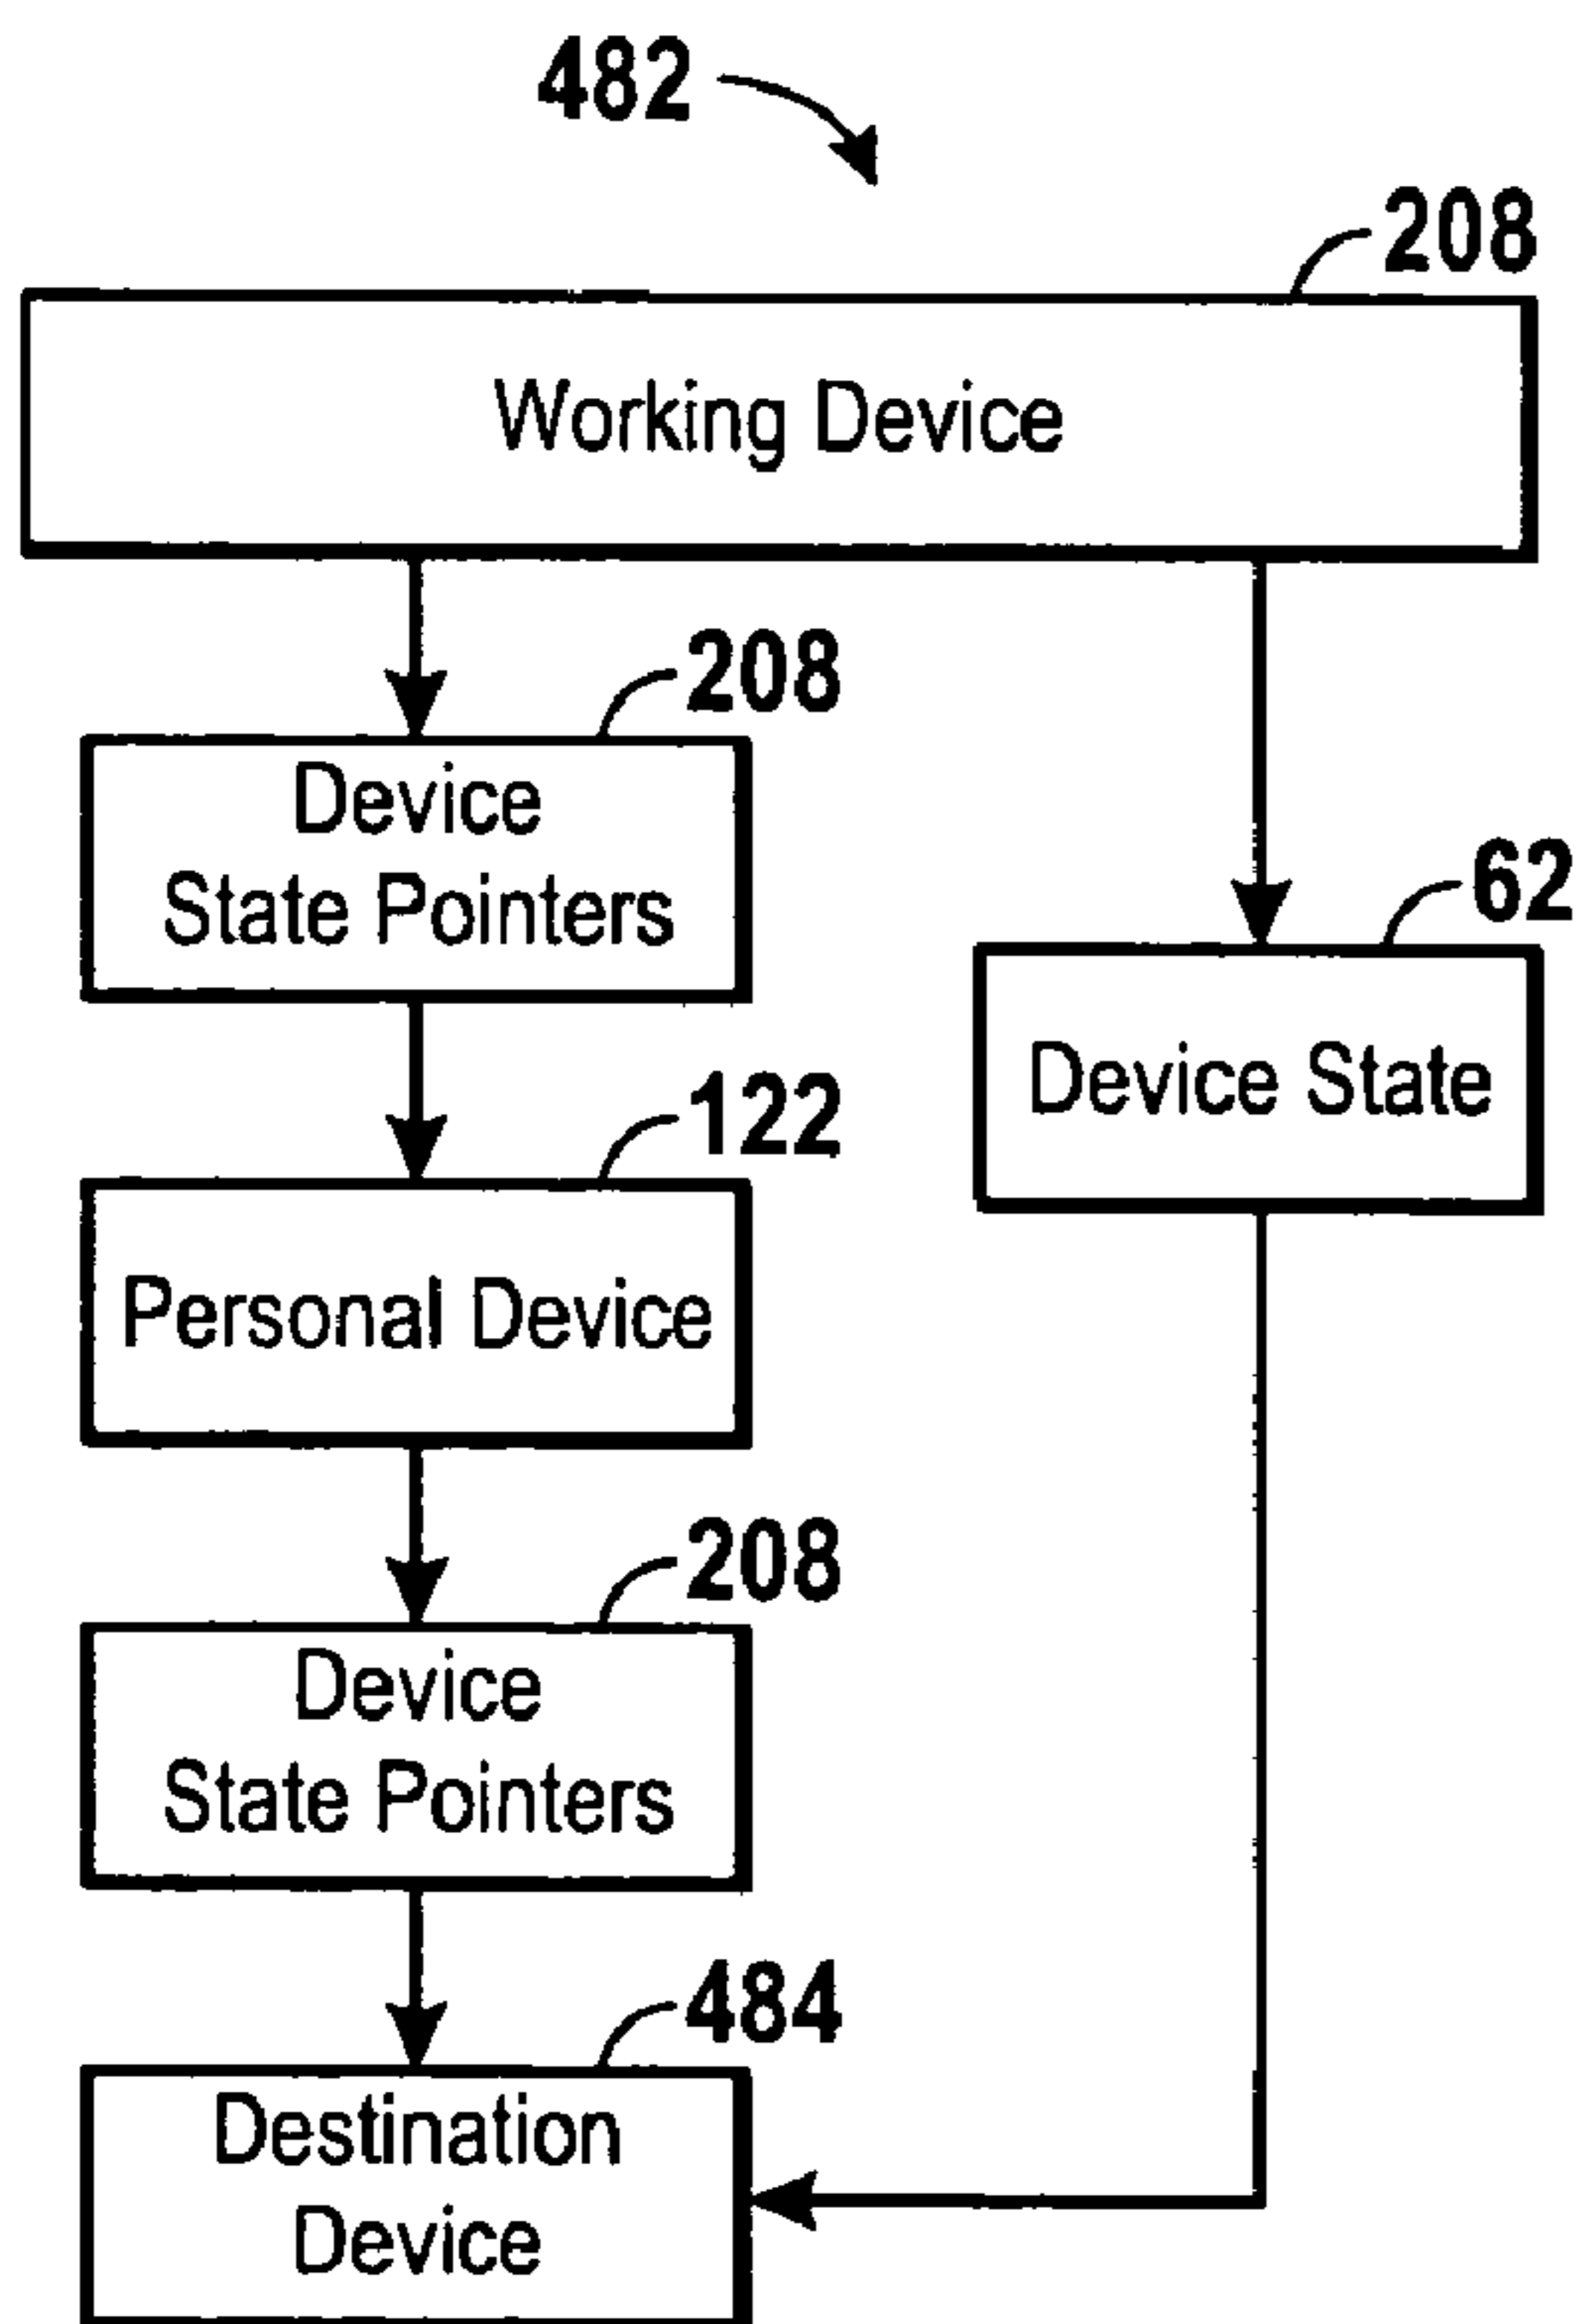 482
208
Working Device
208
Device
State Pointers
62
Device State
122
Personal Device
208
Device
State Pointers
484
Destination
Device